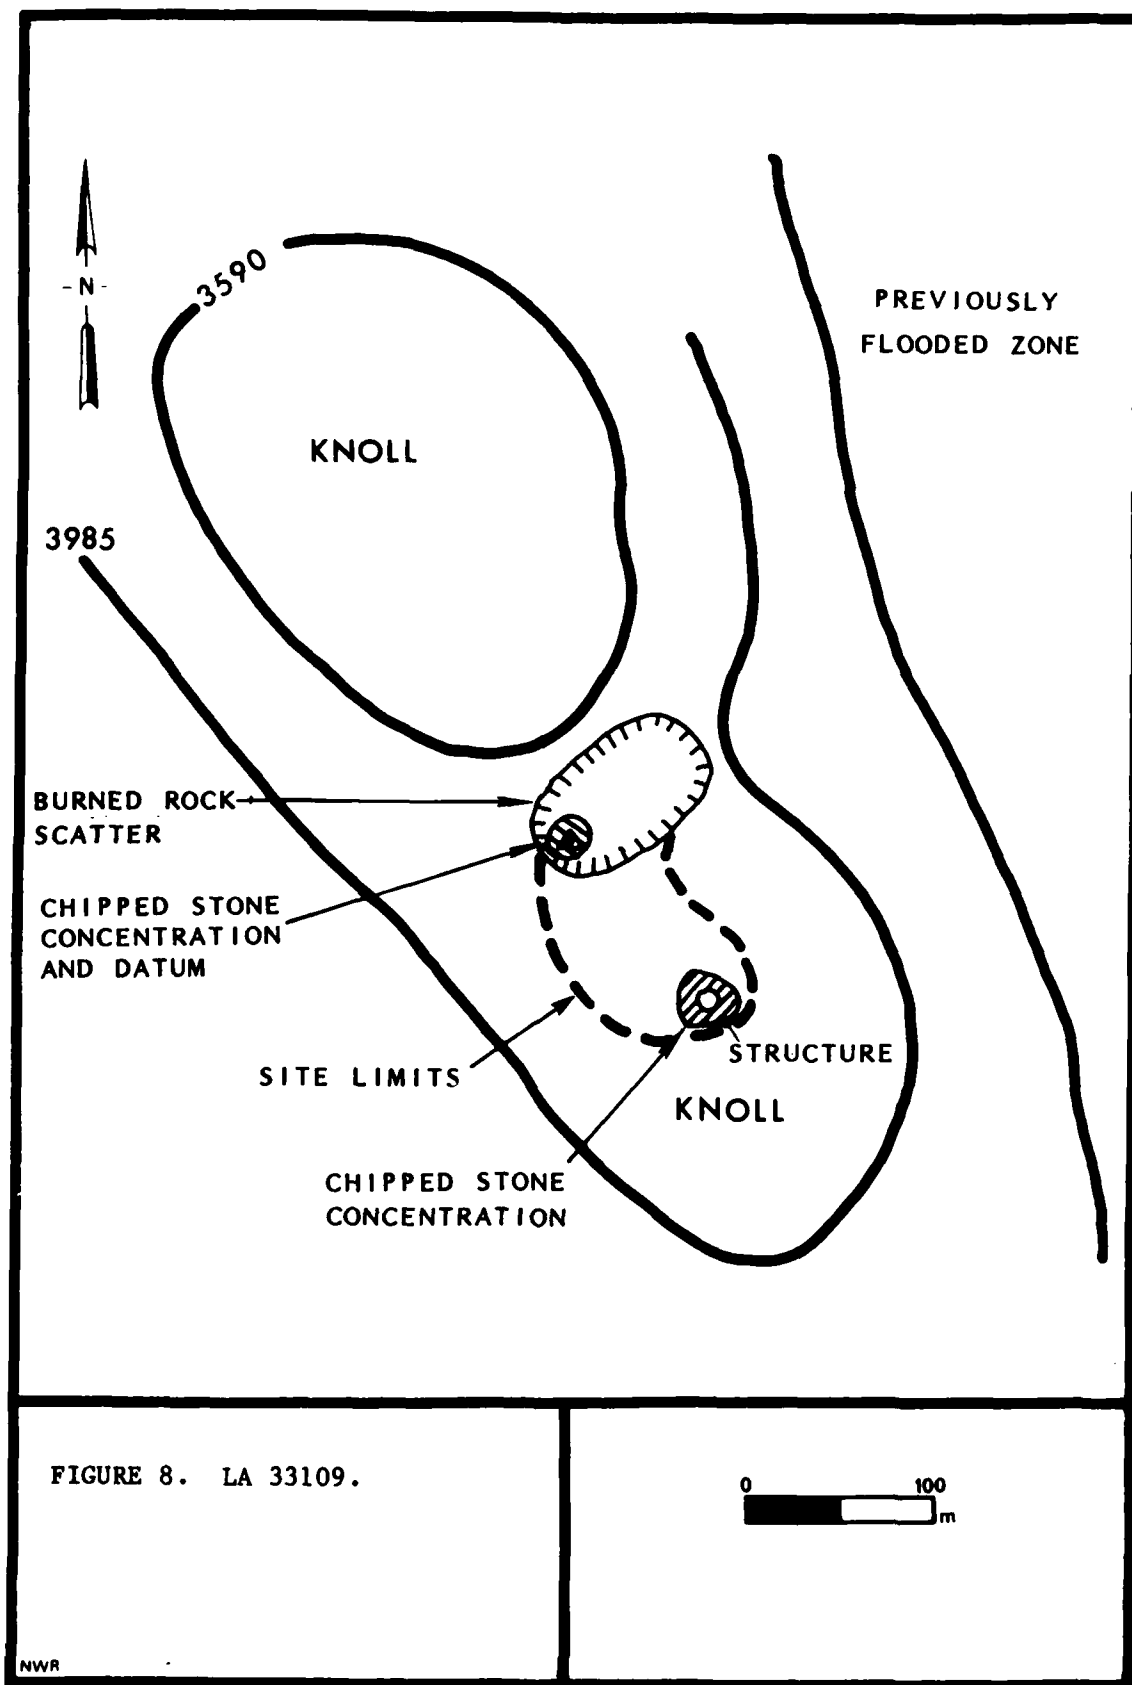 -N-
3590
PREVIOUSLY
FLOODED ZONE
KNOLL
3985
BURNED ROCK
SCATTER
CHIPPED STONE
CONCENTRATION
AND DATUM
SITE LIMITS
STRUCTURE
KNOLL
CHIPPED STONE
CONCENTRATION
FIGURE 8. LA 33109.
0 100
m
NWR